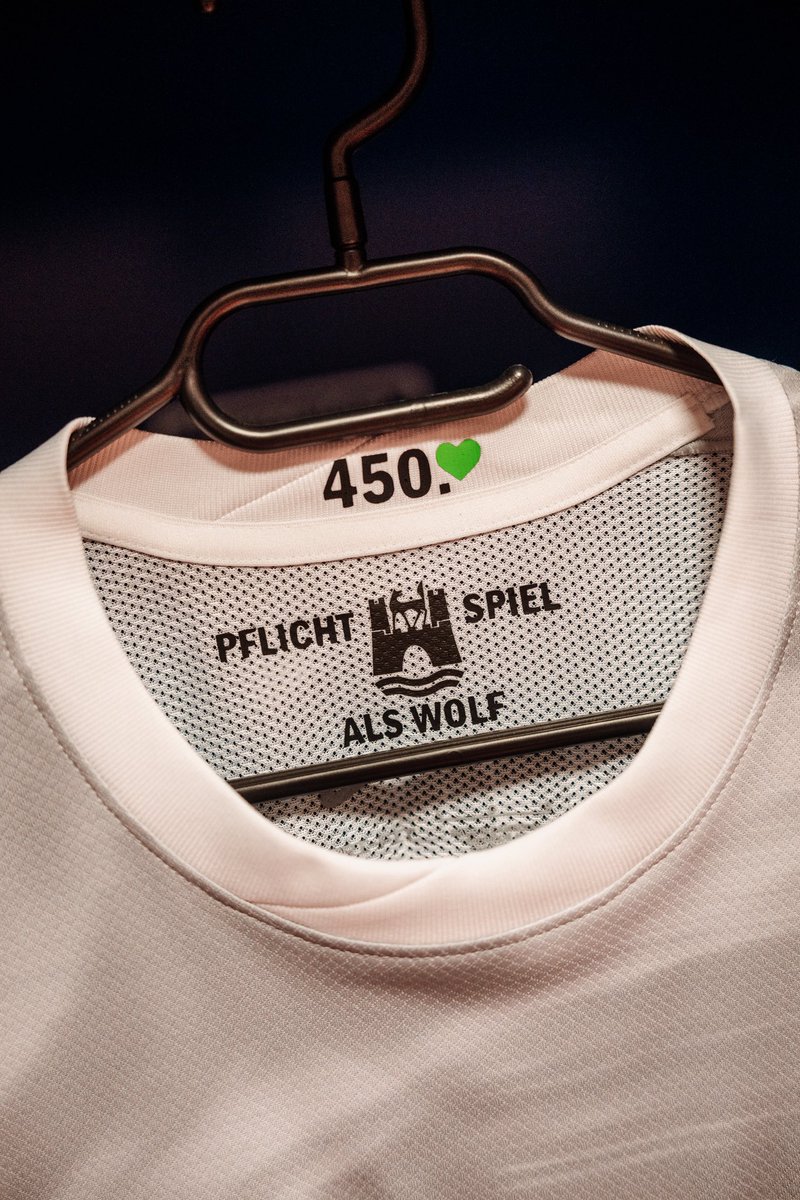 450.
PFLICHT SPIEL
ALS WOLF